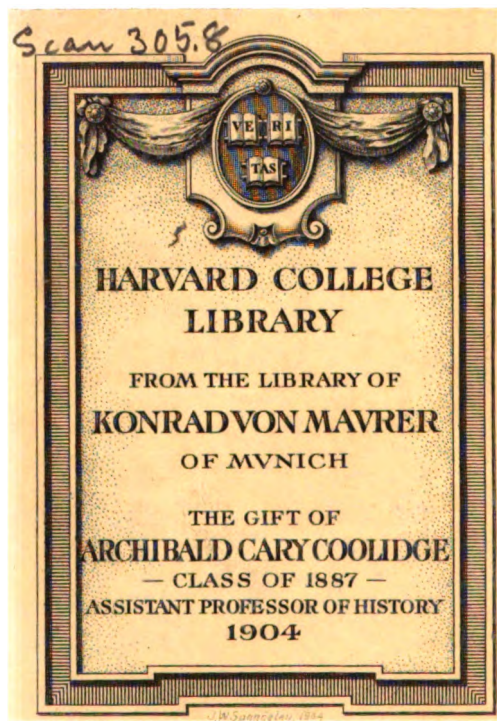 Scan 305.8
VE RI
TAS
HARVARD COLLEGE
LIBRARY
FROM THE LIBRARY OF
KONRAD VON MAVRER
OF MVNICH
THE GIFT OF
ARCHIBALD CARY COOLIDGE
— CLASS OF 1887 —
ASSISTANT PROFESSOR OF HISTORY
1904